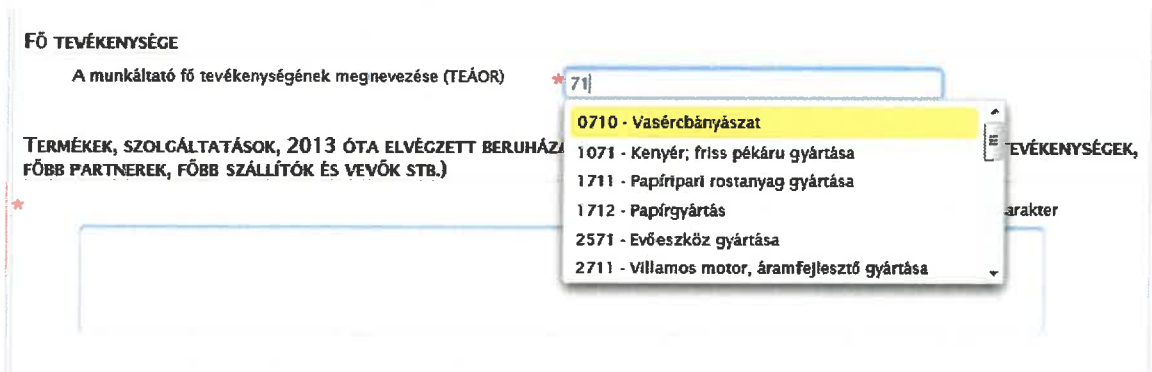 FŐ TEVÉKENYSÉGE
A munkáltató fő tevékenységének megnevezése (TEÁOR) * 71
0710 - Vasércbányászat
TERMÉKEK, SZOLGÁLTATÁSOK, 2013 ÓTA ELVÉGZETT BERUHÁZA TEVÉKENYSÉGEK,
1071 - Kenyér; friss pékáru gyártása
FŐBB PARTNEREK, FŐBB SZÁLLÍTÓK ÉS VEVŐK STB.)
1711 - Papíripari rostanyag gyártása
* 1712 - Papírgyártás arakter
2571 - Evőeszköz gyártása
2711 - Villamos motor, áramfejlesztő gyártása